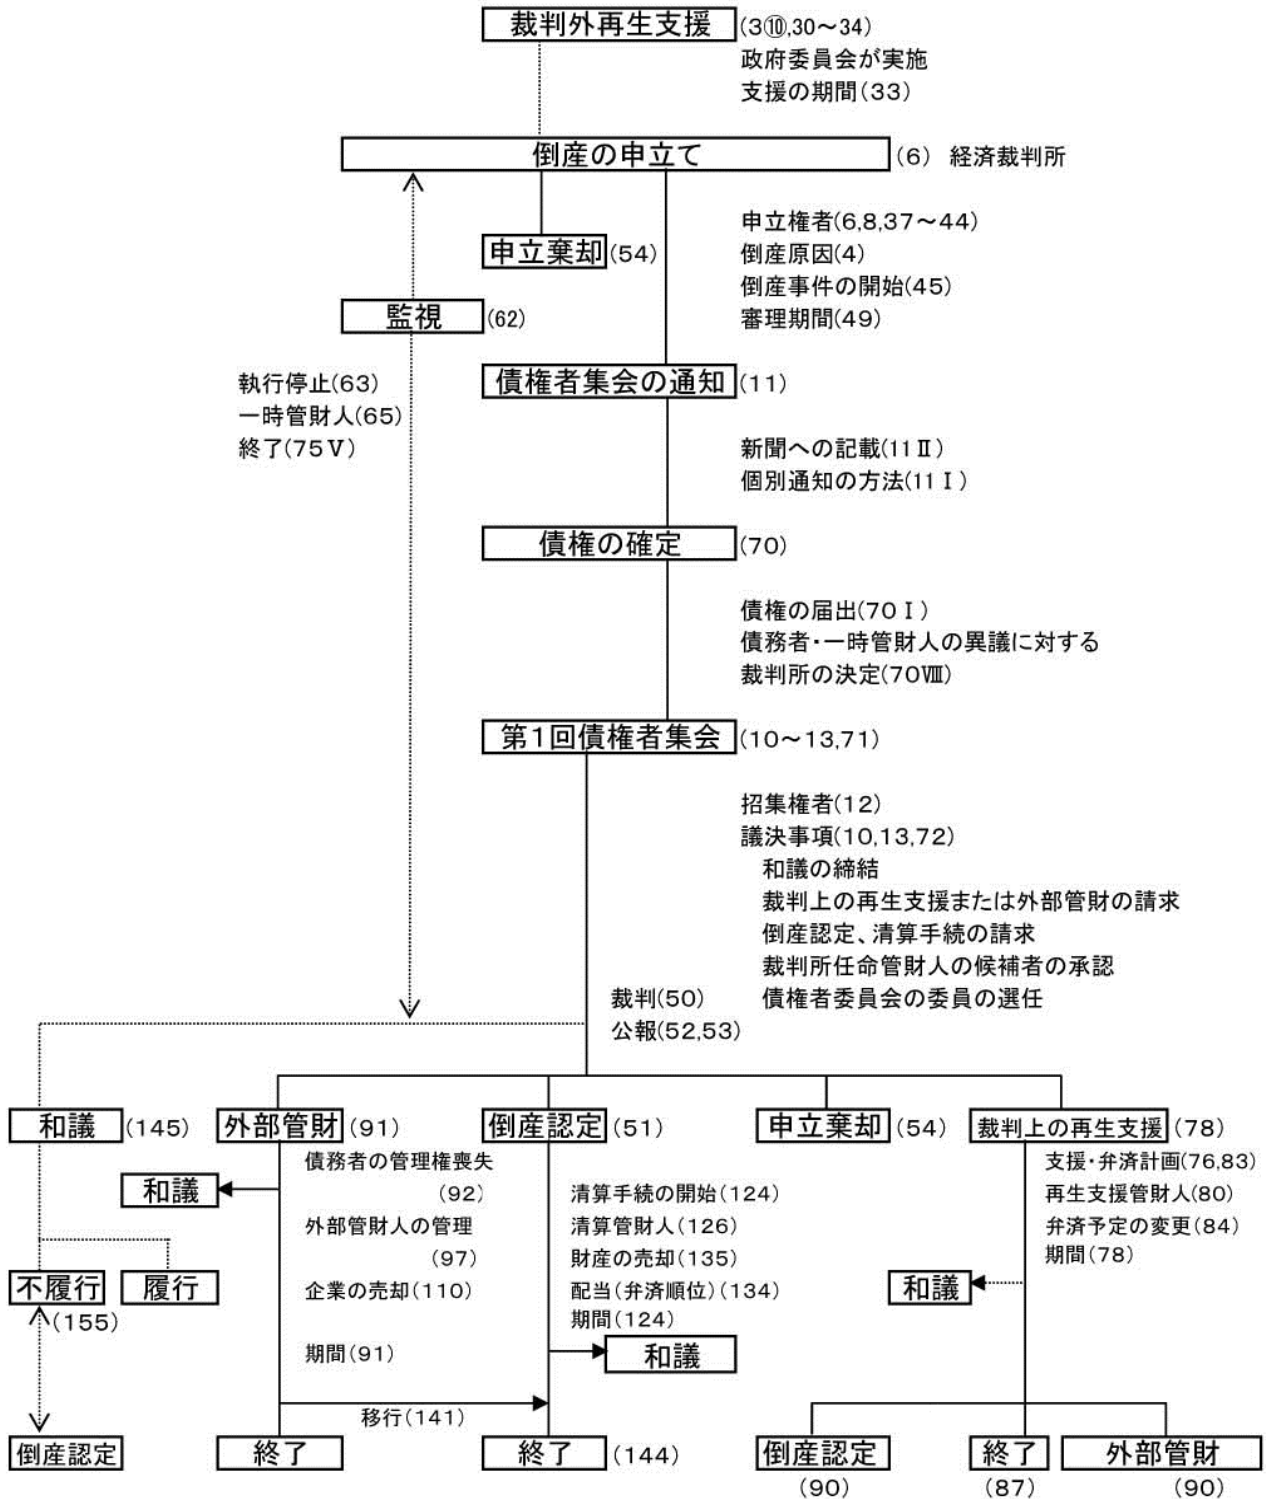 裁判外再生支援 (3⑩,30～34)
政府委員会が実施
支援の期間(33)
倒産の申立て (6) 経済裁判所
申立権者(6,8,37～44)
申立棄却 (54)
倒産原因(4)
倒産事件の開始(45)
監視 (62)
審理期間(49)
債権者集会の通知 (11)
執行停止(63)
一時管財人(65)
終了(75Ⅴ)
新聞への記載(11Ⅱ)
個別通知の方法(11Ⅰ)
債権の確定 (70)
債権の届出(70Ⅰ)
債務者・一時管財人の異議に対する
裁判所の決定(70Ⅷ)
第1回債権者集会 (10～13,71)
招集権者(12)
議決事項(10,13,72)
和議の締結
裁判上の再生支援または外部管財の請求
倒産認定、清算手続の請求
裁判所任命管財人の候補者の承認
債権者委員会の委員の選任
裁判(50)
公報(52,53)
和議 (145)
外部管財 (91)
倒産認定 (51)
申立棄却 (54)
裁判上の再生支援 (78)
債務者の管理権喪失
(92)
和議
外部管財人の管理
(97)
企業の売却(110)
期間(91)
清算手続の開始(124)
清算管財人(126)
財産の売却(135)
配当(弁済順位)(134)
期間(124)
和議
支援・弁済計画(76,83)
再生支援管財人(80)
弁済予定の変更(84)
期間(78)
和議
不履行
履行
(155)
移行(141)
倒産認定
終了
終了 (144)
倒産認定
(90)
終了
(87)
外部管財
(90)